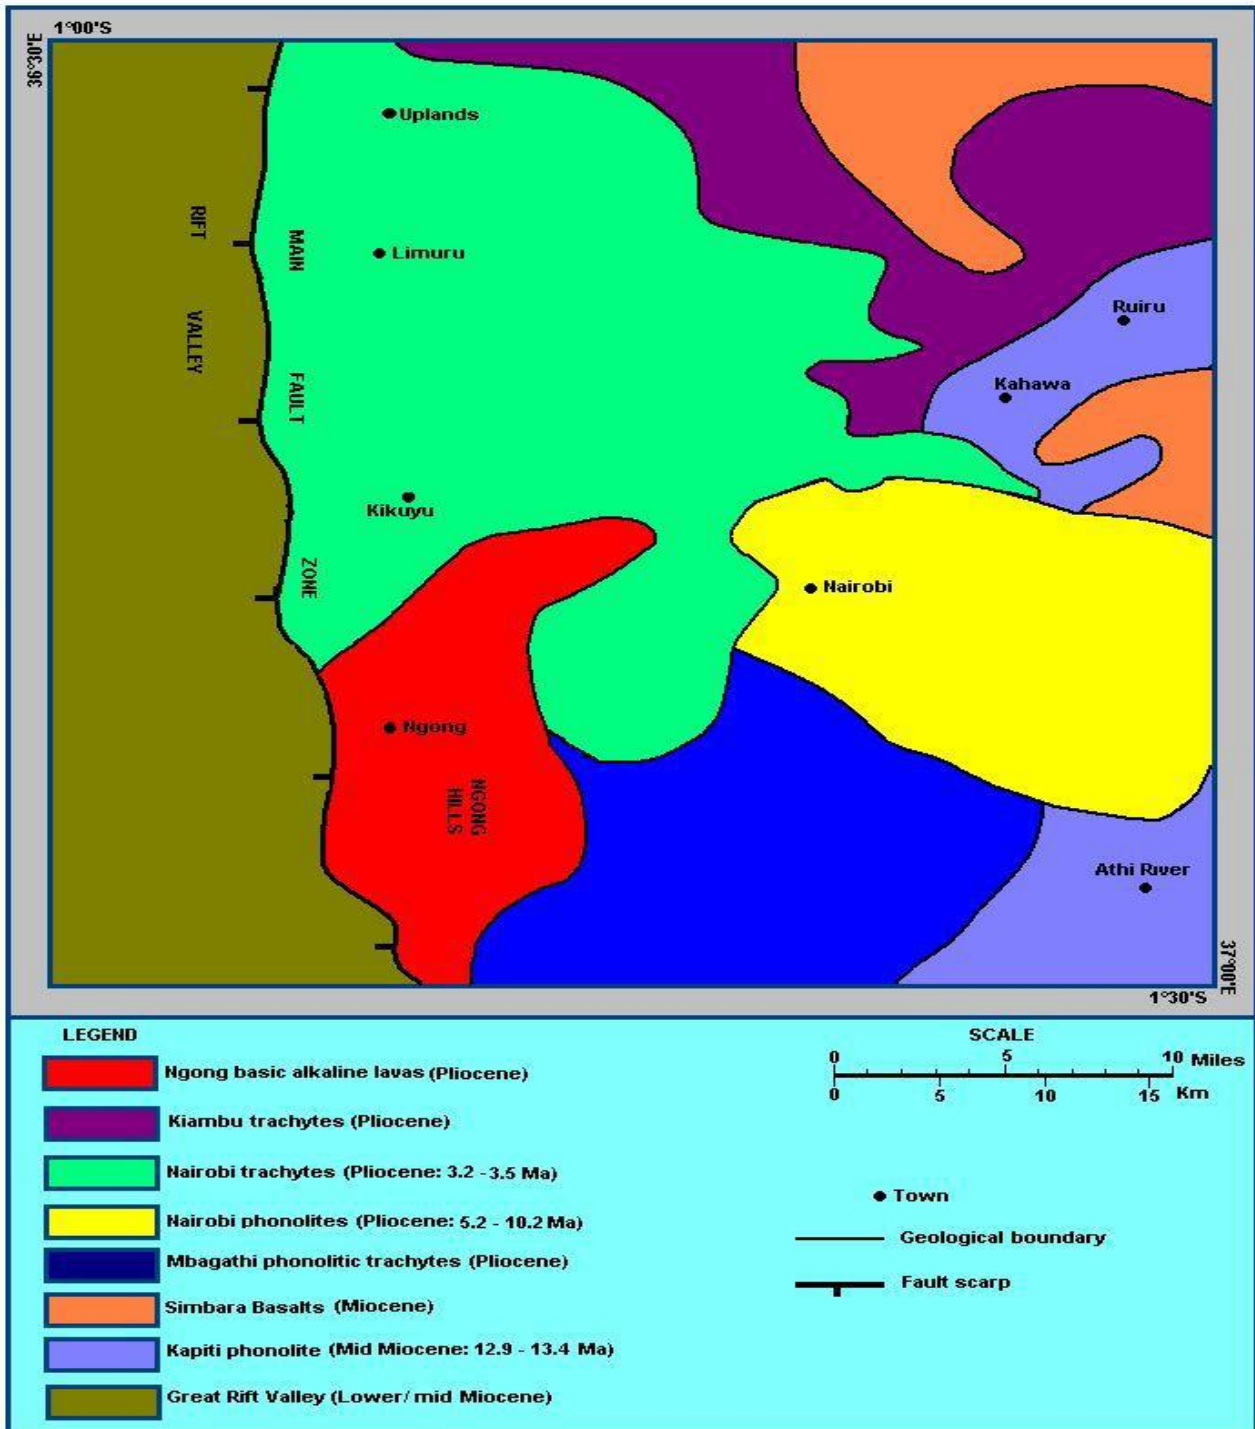 1°00'S
36°30'E
Uplands
RIFT
MAIN
Limuru
VALLEY
Ruiru
FAULT
Kahawa
Kikuyu
ZONE
Nairobi
Ngong
NGONG
HILLS
Athi River
37°00'E
1°30'S
LEGEND
Ngong basic alkaline lavas (Pliocene)
Kiambu trachytes (Pliocene)
Nairobi trachytes (Pliocene: 3.2 - 3.5 Ma)
Nairobi phonolites (Pliocene: 5.2 - 10.2 Ma)
Mbagathi phonolitic trachytes (Pliocene)
Simbara Basalts (Miocene)
Kapiti phonolite (Mid Miocene: 12.9 - 13.4 Ma)
Great Rift Valley (Lower/ mid Miocene)
SCALE
0 5 10 Miles
0 5 10 15 Km
Town
Geological boundary
Fault scarp